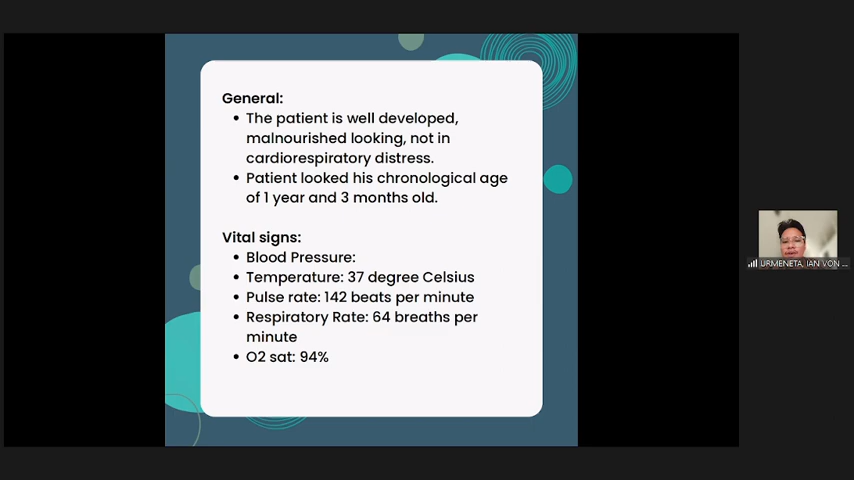 General:
• The patient is well developed,
malnourished looking, not in
cardiorespiratory distress.
• Patient looked his chronological age
of 1 year and 3 months old.
Vital signs:
• Blood Pressure:
• Temperature: 37 degree Celsius
• Pulse rate: 142 beats per minute
• Respiratory Rate: 64 breaths per
minute
• O2 sat: 94%
URMENETA, IAN VON ...